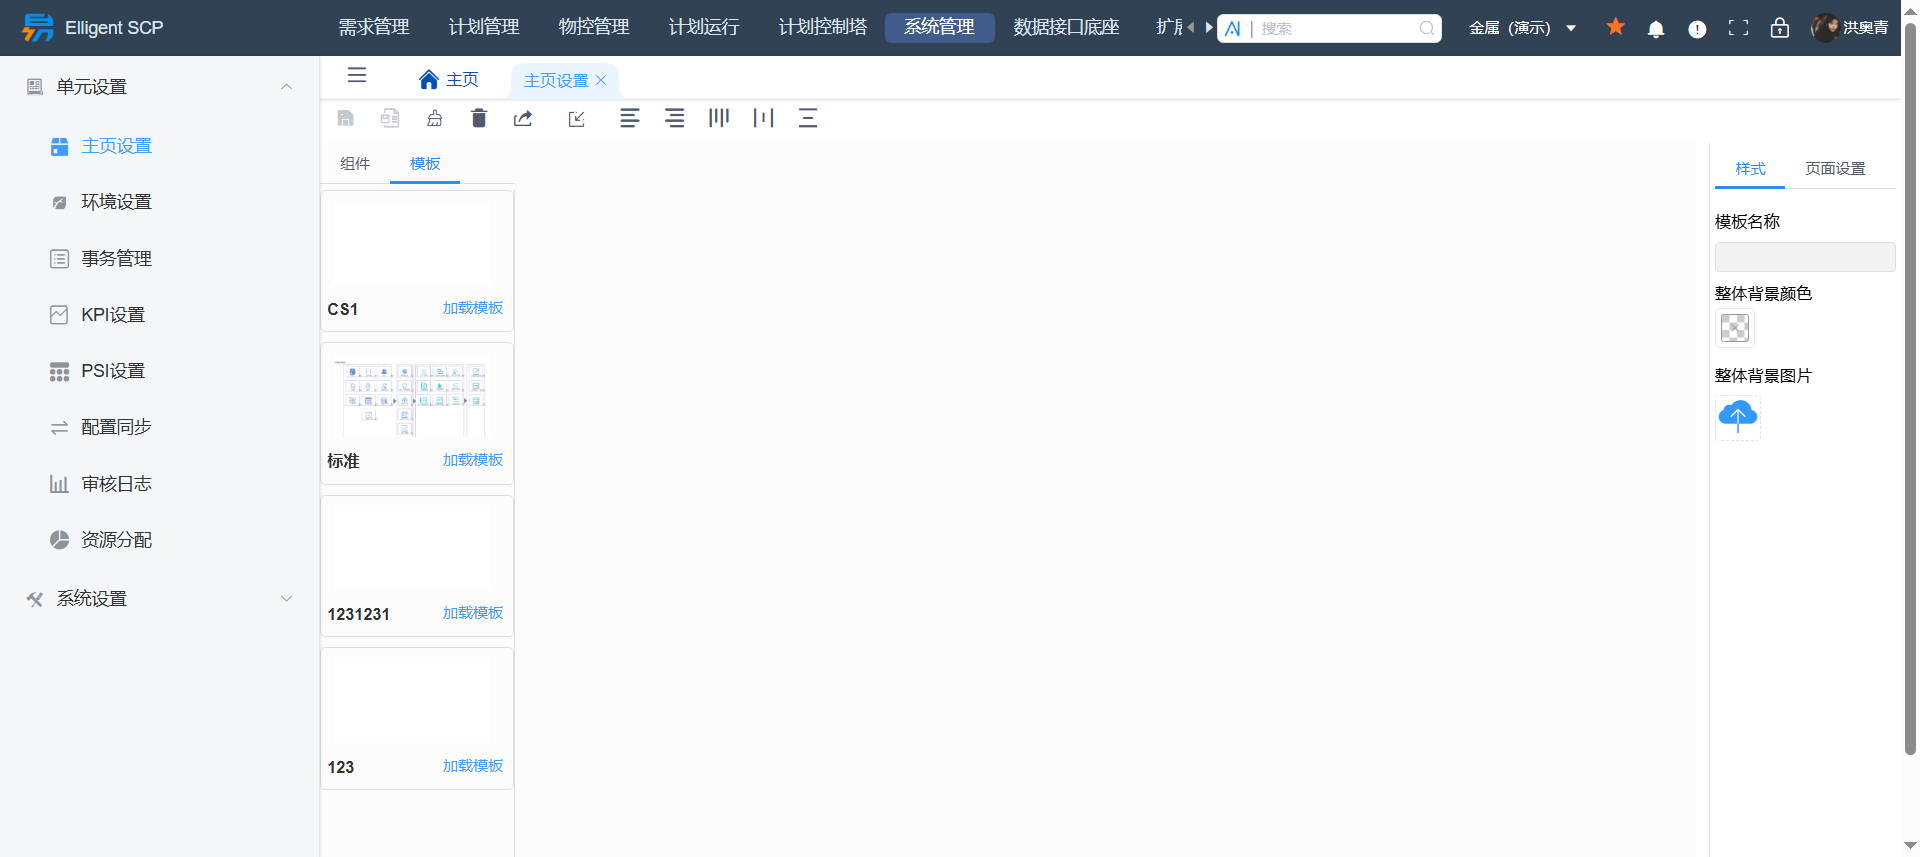 Elligent SCP
需求管理
计划管理
物控管理
计划运行
计划控制塔
系统管理
数据接口底座
搜索
金属（演示）
洪奥青
单元设置
主页设置
环境设置
事务管理
KPI设置
PSI设置
配置同步
审核日志
资源分配
系统设置
主页
主页设置
组件
模板
CS1
加载模板
标准
加载模板
1231231
加载模板
123
加载模板
样式
页面设置
模板名称
整体背景颜色
整体背景图片